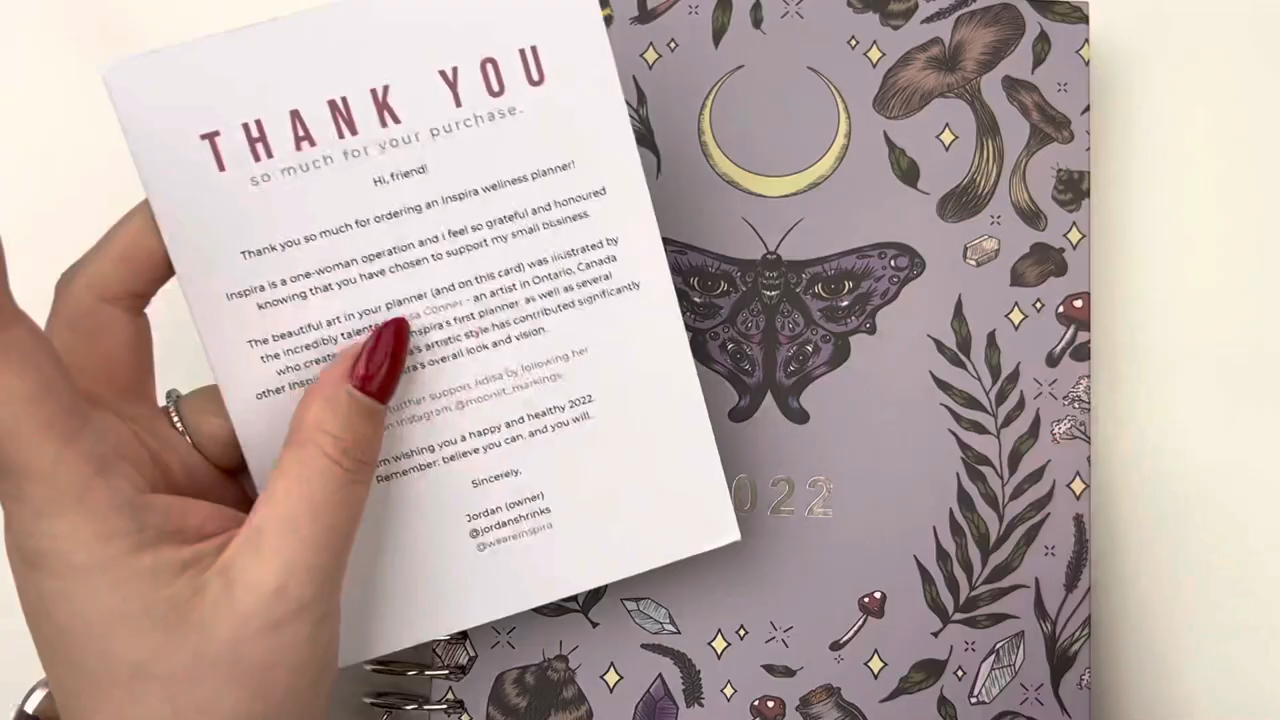 THANK YOU
so much for your purchase.
Hi, friend!
Thank you so much for ordering an Inspira wellness planner!
Inspira is a one-woman operation and I feel so grateful and honoured
knowing that you have chosen to support my small business.
The beautiful art in your planner (and on this card) was illustrated by
the incredibly talented Conner - an artist in Ontario, Canada
who Inspira's first planner, as well as several
other artistic style has contributed significantly
overall look and vision.
further support by following her
on Instagram @moonlit_markings
wishing you a happy and healthy 2022.
Remember: believe you can, and you will.
Sincerely,
Jordan (owner)
@jordanshrinks
@weareinspira
022